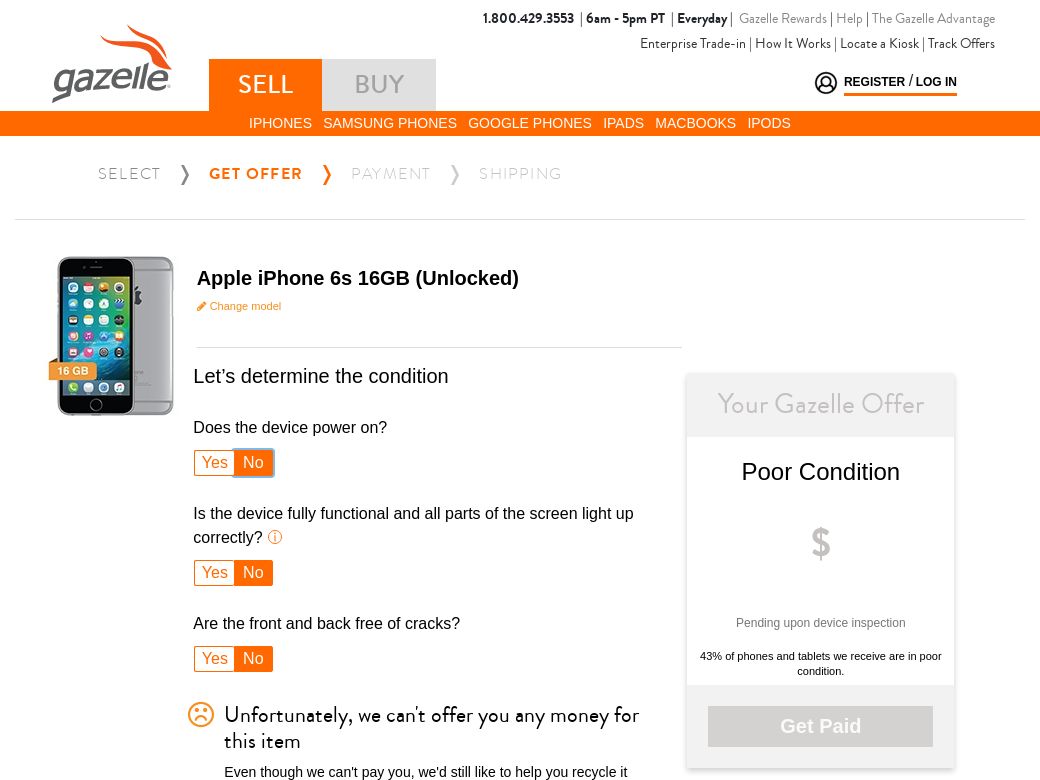 1.800.429.3553 | 6am - 5pm PT | Everyday | Gazelle Rewards | Help | The Gazelle Advantage
Enterprise Trade-in | How It Works | Locate a Kiosk | Track Offers
gazelle
SELL BUY
REGISTER / LOG IN
IPHONES SAMSUNG PHONES GOOGLE PHONES IPADS MACBOOKS IPODS
SELECT ❭ GET OFFER ❭ PAYMENT ❭ SHIPPING
Apple iPhone 6s 16GB (Unlocked)
Change model
16 GB
Let’s determine the condition
Does the device power on?
Yes No
Is the device fully functional and all parts of the screen light up
correctly?
Yes No
Are the front and back free of cracks?
Yes No
Unfortunately, we can't offer you any money for
this item
Even though we can't pay you, we'd still like to help you recycle it
Your Gazelle Offer
Poor Condition
$
Pending upon device inspection
43% of phones and tablets we receive are in poor
condition.
Get Paid